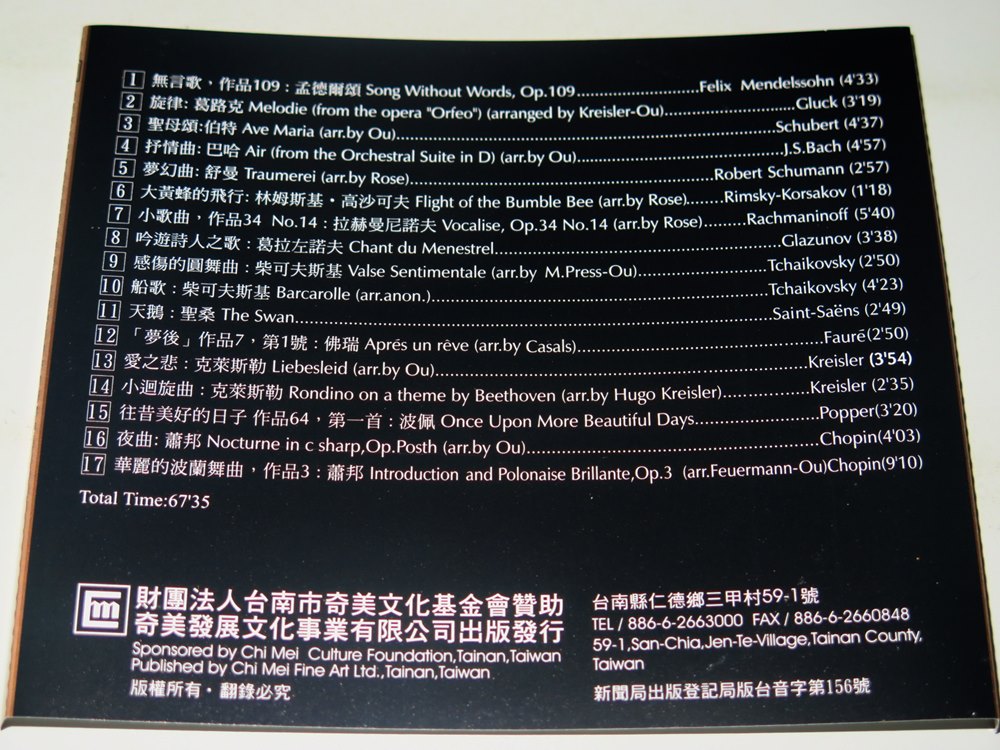 1 無言歌，作品109：孟德爾頌 Song Without Words, Op.109..............................Felix Mendelssohn (4'33)
2 旋律: 葛路克 Melodie (from the opera "Orfeo") (arranged by Kreisler-Ou)..............................Gluck (3'19)
3 聖母頌:伯特 Ave Maria (arr.by Ou)..............................Schubert (4'37)
4 抒情曲: 巴哈 Air (from the Orchestral Suite in D) (arr.by Ou)..............................J.S.Bach (4'57)
5 夢幻曲: 舒曼 Traumerei (arr.by Rose)..............................Robert Schumann (2'57)
6 大黃蜂的飛行: 林姆斯基・高沙可夫 Flight of the Bumble Bee (arr.by Rose).......Rimsky-Korsakov (1'18)
7 小歌曲，作品34 No.14：拉赫曼尼諾夫 Vocalise, Op.34 No.14 (arr.by Rose)........Rachmaninoff (5'40)
8 吟遊詩人之歌：葛拉左諾夫 Chant du Menestrel..............................Glazunov (3'38)
9 感傷的圓舞曲：柴可夫斯基 Valse Sentimentale (arr.by M.Press-Ou)..............................Tchaikovsky (2'50)
10 船歌：柴可夫斯基 Barcarolle (arr.anon.)..............................Tchaikovsky (4'23)
11 天鵝：聖桑 The Swan..............................Saint-Saëns (2'49)
12 「夢後」作品7，第1號：佛瑞 Aprés un rêve (arr.by Casals)..............................Fauré(2'50)
13 愛之悲：克萊斯勒 Liebesleid (arr.by Ou)..............................Kreisler (3'54)
14 小迴旋曲：克萊斯勒 Rondino on a theme by Beethoven (arr.by Hugo Kreisler)..................Kreisler (2'35)
15 往昔美好的日子 作品64，第一首：波佩 Once Upon More Beautiful Days..........................Popper(3'20)
16 夜曲: 蕭邦 Nocturne in c sharp,Op.Posth (arr.by Ou)..............................Chopin(4'03)
17 華麗的波蘭舞曲，作品3：蕭邦 Introduction and Polonaise Brillante,Op.3 (arr.Feuermann-Ou)Chopin(9'10)
Total Time:67'35
財團法人台南市奇美文化基金會贊助
奇美發展文化事業有限公司出版發行
Sponsored by Chi Mei Culture Foundation,Tainan,Taiwan
Published by Chi Mei Fine Art Ltd.,Tainan,Taiwan
版權所有・翻錄必究
台南縣仁德鄉三甲村59-1號
TEL / 886-6-2663000 FAX / 886-6-2660848
59-1,San-Chia,Jen-Te-Village,Tainan County,
Taiwan
新聞局出版登記局版台音字第156號